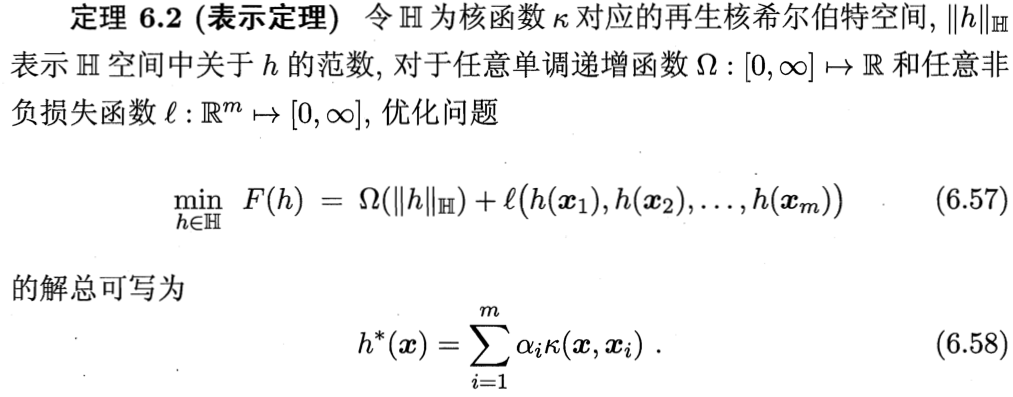 定理 6.2 (表示定理) 令 ℍ 为核函数 κ 对应的再生核希尔伯特空间, ‖h‖_ℍ
表示 ℍ 空间中关于 h 的范数, 对于任意单调递增函数 Ω : [0, ∞] ↦ ℝ 和任意非
负损失函数 ℓ : ℝ^m ↦ [0, ∞], 优化问题
min_{h∈ℍ} F(h) = Ω(‖h‖_ℍ) + ℓ(h(x_1), h(x_2), . . . , h(x_m)) (6.57)
的解总可写为
h*(x) = ∑_{i=1}^{m} α_i κ(x, x_i) . (6.58)